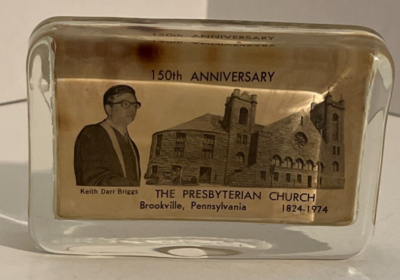 150th ANNIVERSARY
Keith Darr Briggs
THE PRESBYTERIAN CHURCH
Brookville, Pennsylvania 1824-1974